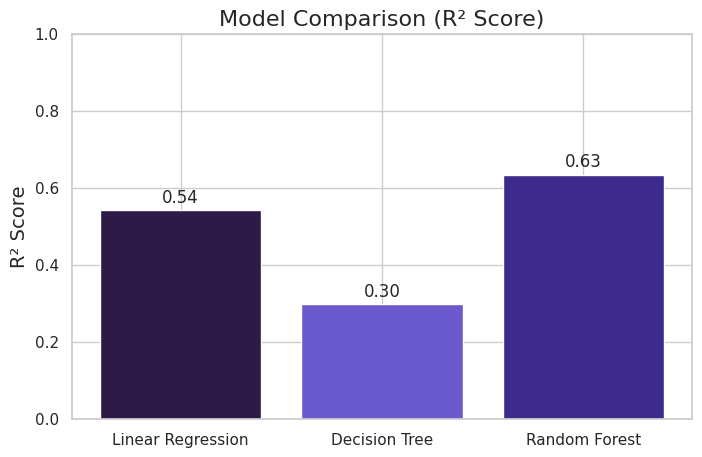 Model Comparison (R² Score)
R² Score
1.0
0.8
0.6
0.4
0.2
0.0
0.54
0.30
0.63
Linear Regression
Decision Tree
Random Forest